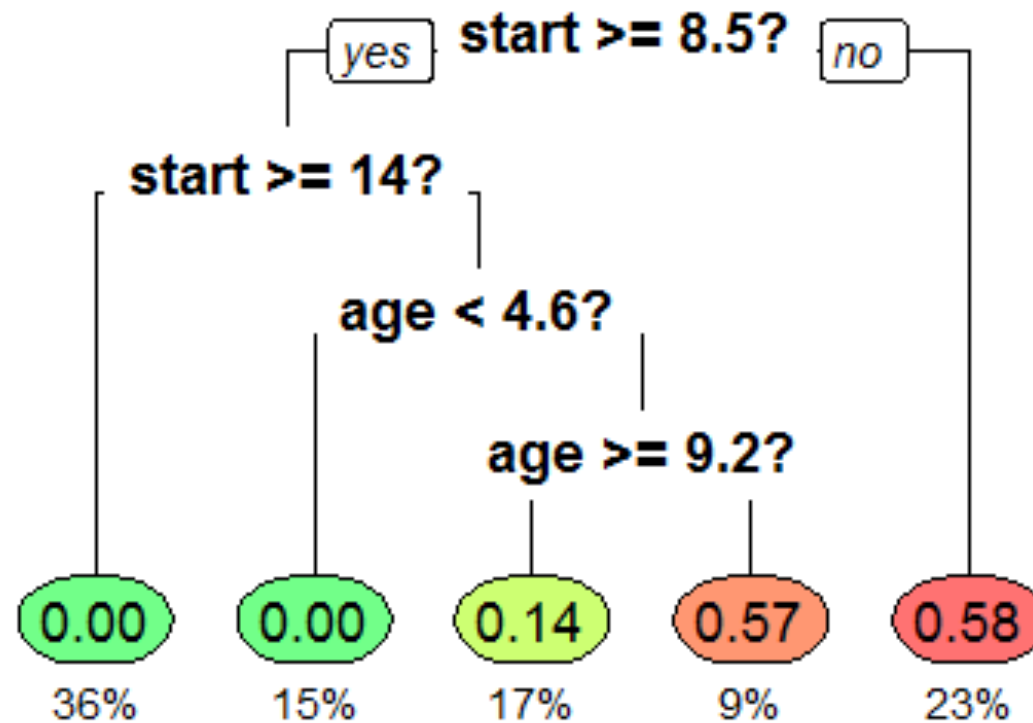 yes start >= 8.5? no
start >= 14?
age < 4.6?
age >= 9.2?
0.00 0.00 0.14 0.57 0.58
36% 15% 17% 9% 23%